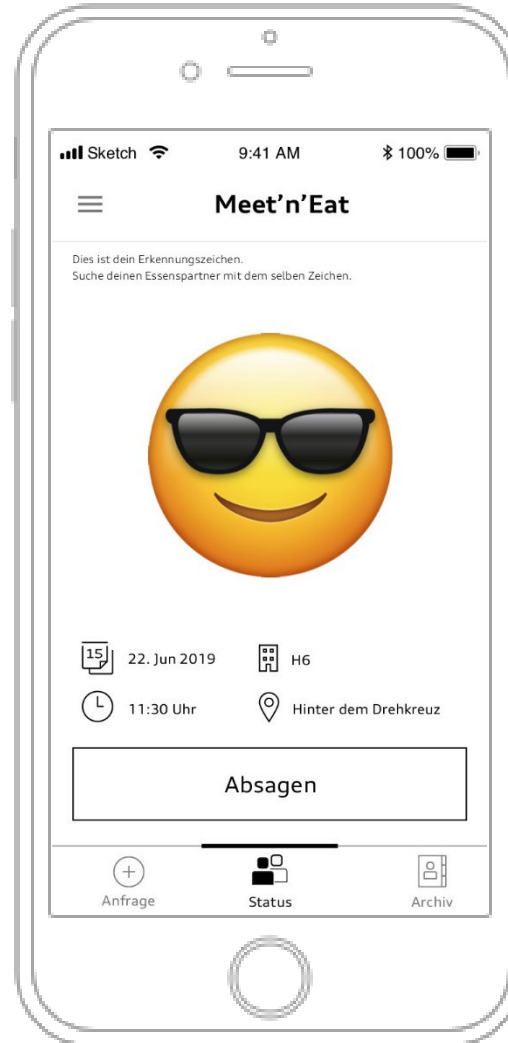 Sketch 9:41 AM 100%
Meet’n’Eat
Dies ist dein Erkennungszeichen.
Suche deinen Essenspartner mit dem selben Zeichen.
15 22. Jun 2019 H6
11:30 Uhr Hinter dem Drehkreuz
Absagen
Anfrage Status Archiv